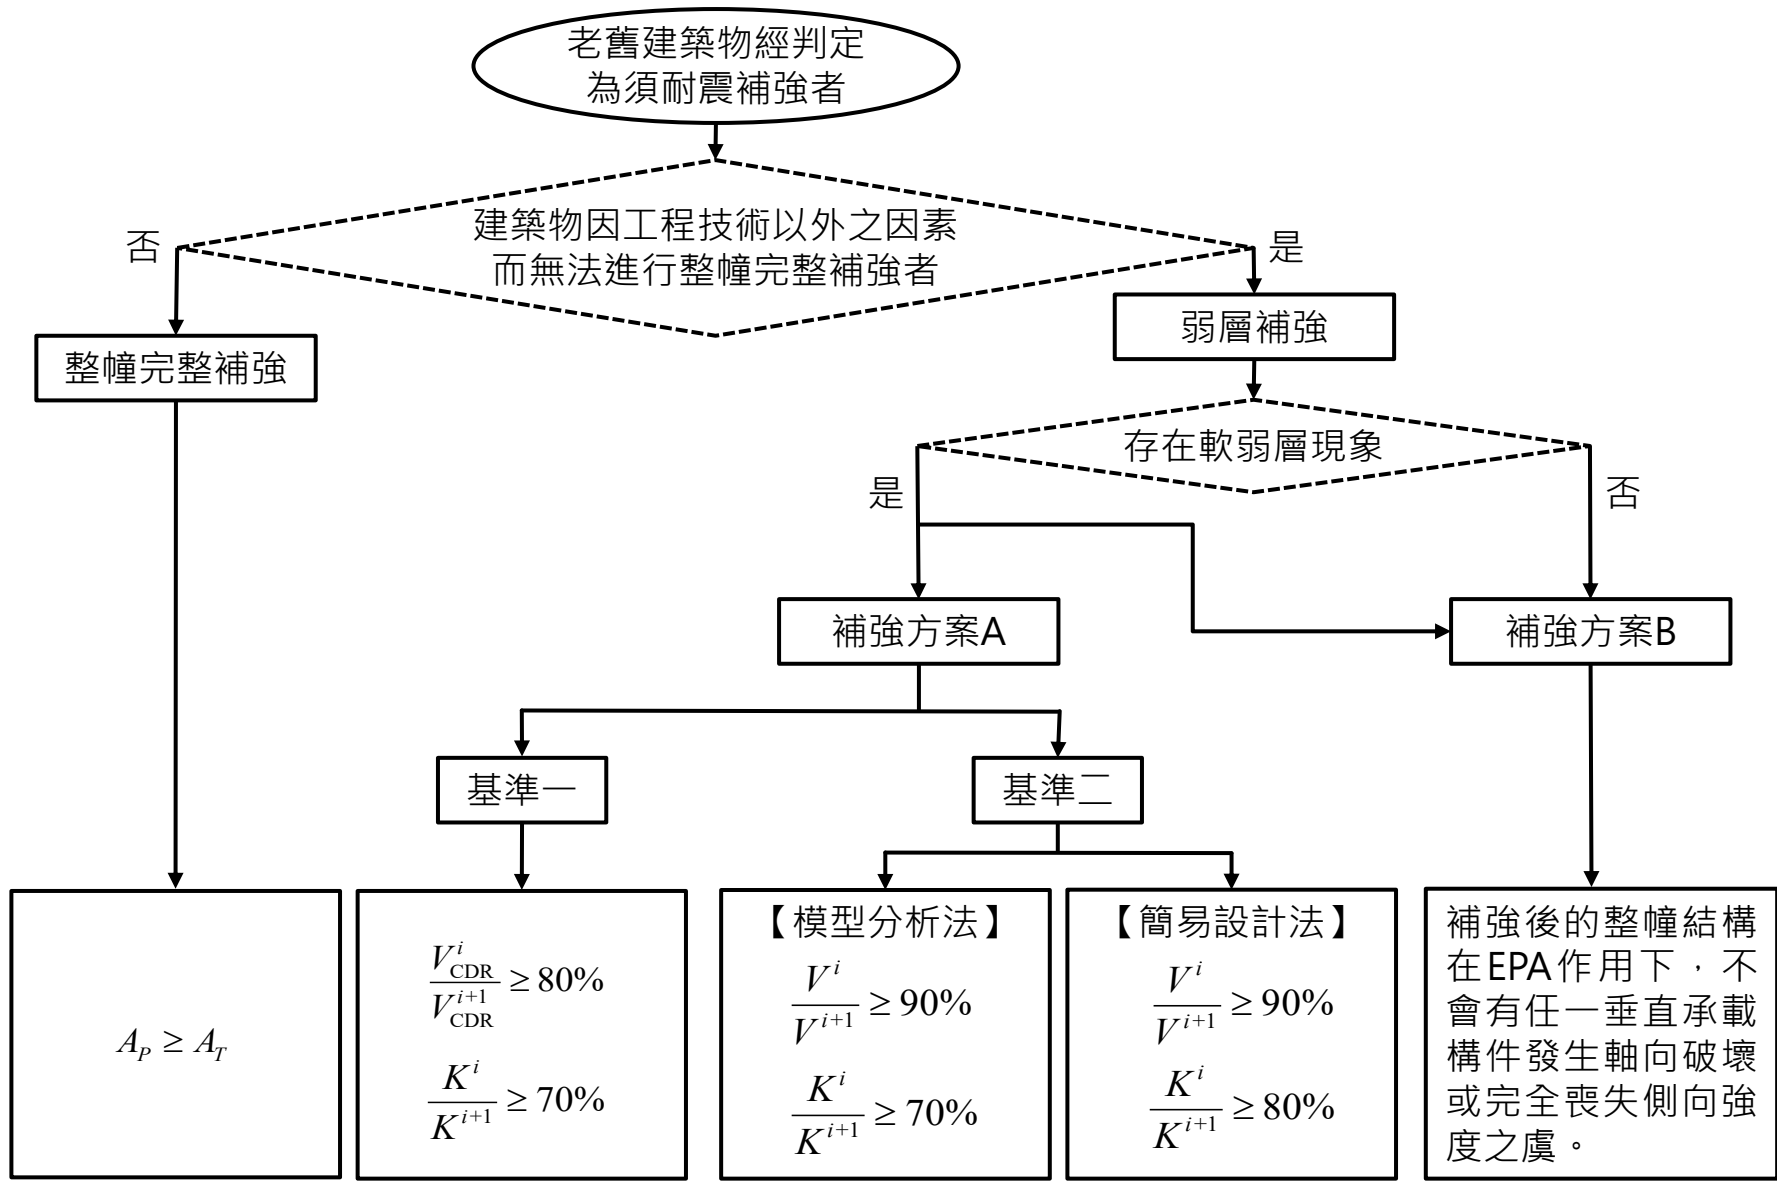 老舊建築物經判定
為須耐震補強者
建築物因工程技術以外之因素
而無法進行整幢完整補強者
否
是
整幢完整補強
弱層補強
存在軟弱層現象
是
否
補強方案A
補強方案B
基準一
基準二
A_P ≥ A_T
V^i_CDR / V^{i+1}_CDR ≥ 80%
K^i / K^{i+1} ≥ 70%
【模型分析法】
V^i / V^{i+1} ≥ 90%
K^i / K^{i+1} ≥ 70%
【簡易設計法】
V^i / V^{i+1} ≥ 90%
K^i / K^{i+1} ≥ 80%
補強後的整幢結構
在EPA作用下，不
會有任一垂直承載
構件發生軸向破壞
或完全喪失側向強
度之虞。